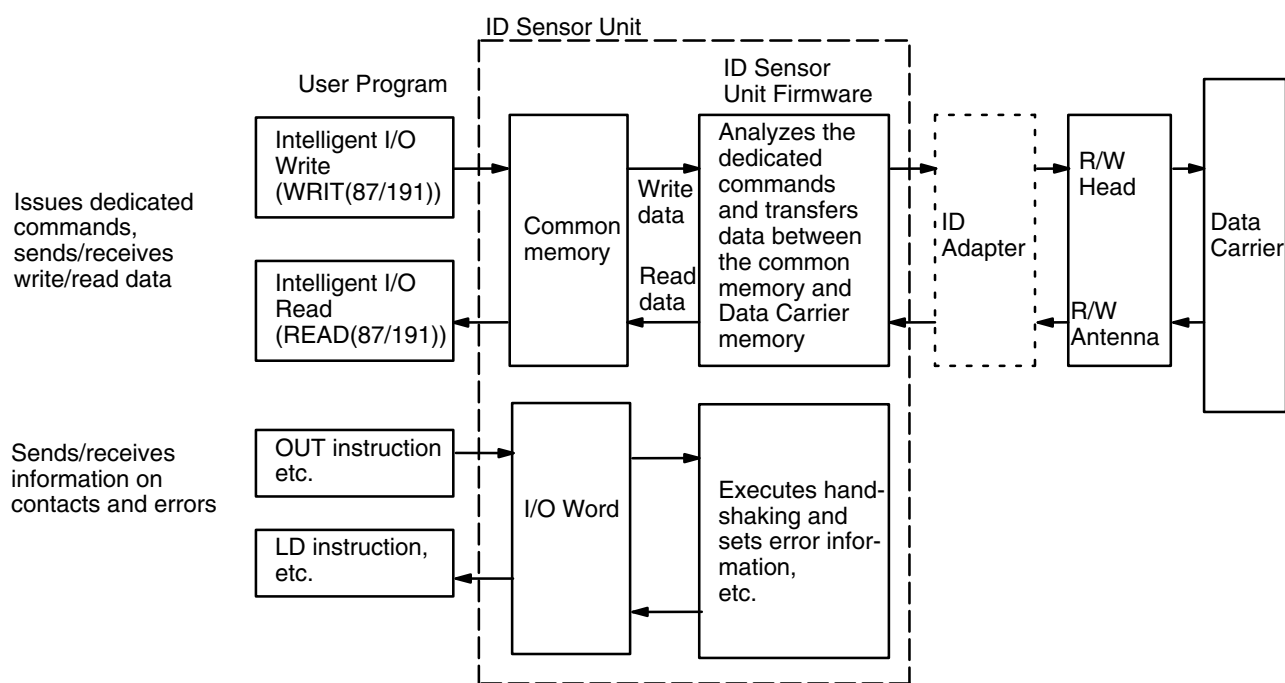 ID Sensor Unit
User Program
ID Sensor
Unit Firmware
Issues dedicated
commands,
sends/receives
write/read data
Intelligent I/O
Write
(WRIT(87/191))
Intelligent I/O
Read
(READ(87/191))
Common
memory
Write
data
Read
data
Analyzes the
dedicated
commands
and transfers
data between
the common
memory and
Data Carrier
memory
ID
Adapter
R/W
Head
R/W
Antenna
Data
Carrier
Sends/receives
information on
contacts and errors
OUT instruction
etc.
LD instruction,
etc.
I/O Word
Executes hand-
shaking and
sets error infor-
mation,
etc.